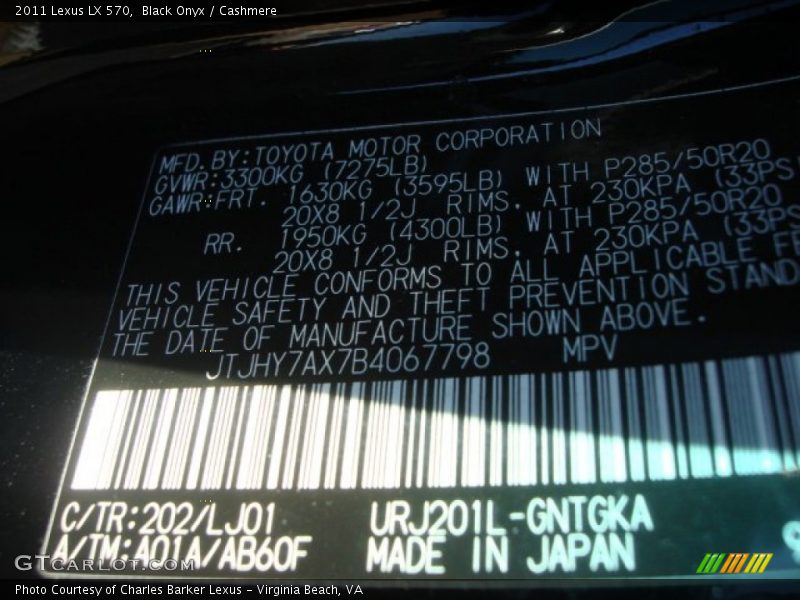 2011 Lexus LX 570,  Black Onyx / Cashmere
MFD. BY:TOYOTA MOTOR CORPORATION
GVWR:3300KG (7275LB)
GAWR:FRT. 1630KG (3595LB) WITH P285/50R20
20X8 1/2J RIMS. AT 230KPA (33PS
RR. 1950KG (4300LB) WITH P285/50R20
20X8 1/2J RIMS. AT 230KPA (33PS
THIS VEHICLE CONFORMS TO ALL APPLICABLE FE
VEHICLE SAFETY AND THEFT PREVENTION STANDA
THE DATE OF MANUFACTURE SHOWN ABOVE.
JTJHY7AX7B4067798 MPV
C/TR:202/LJ01 URJ201L-GNTGKA
A/TM:A01A/AB60F MADE IN JAPAN
GTCARLOT.COM
Photo Courtesy of Charles Barker Lexus - Virginia Beach, VA